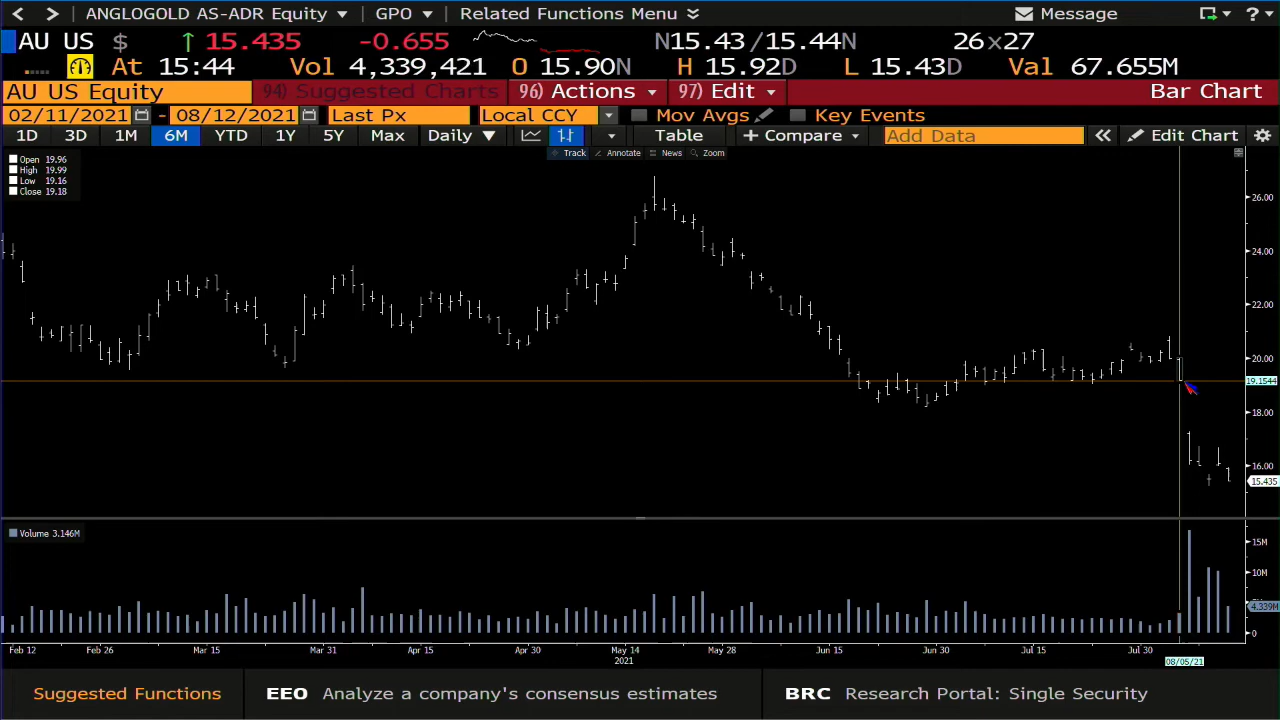 < > ANGLOGOLD AS-ADR Equity ▼ GPO ▼ Related Functions Menu Message ? ▼
AU US $ ↑ 15.435 -0.655 N15.43/15.44N 26x27
At 15:44 Vol 4,339,421 O 15.90N H 15.92D L 15.43D Val 67.655M
AU US Equity 94) Suggested Charts 96) Actions ▼ 97) Edit ▼ Bar Chart
02/11/2021 - 08/12/2021 Last Px Local CCY ▼ Mov Avgs Key Events
1D 3D 1M 6M YTD 1Y 5Y Max Daily ▼ ▼ Table + Compare ▼ Add Data « Edit Chart
Track Annotate News Zoom
Open 19.96
High 19.99
Low 19.16
Close 19.18
26.00
24.00
22.00
20.00
19.1544
18.00
16.00
15.435
Volume 3.146M
15M
10M
4.339M
0
Feb 12 Feb 26 Mar 15 Mar 31 Apr 15 Apr 30 May 14 May 28 Jun 15 Jun 30 Jul 15 Jul 30
2021 08/05/21
Suggested Functions EEO Analyze a company's consensus estimates BRC Research Portal: Single Security